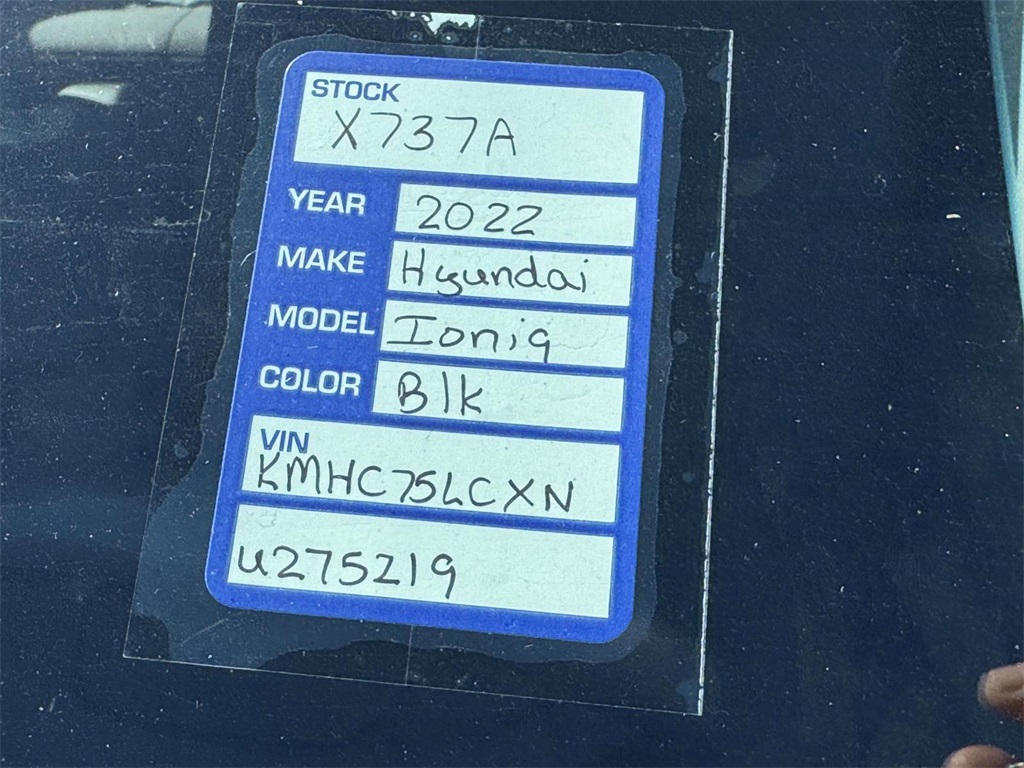 STOCK
X737A
YEAR 2022
MAKE Hyundai
MODEL Ioniq
COLOR Blk
VIN
KMHC75LCXN
U275219